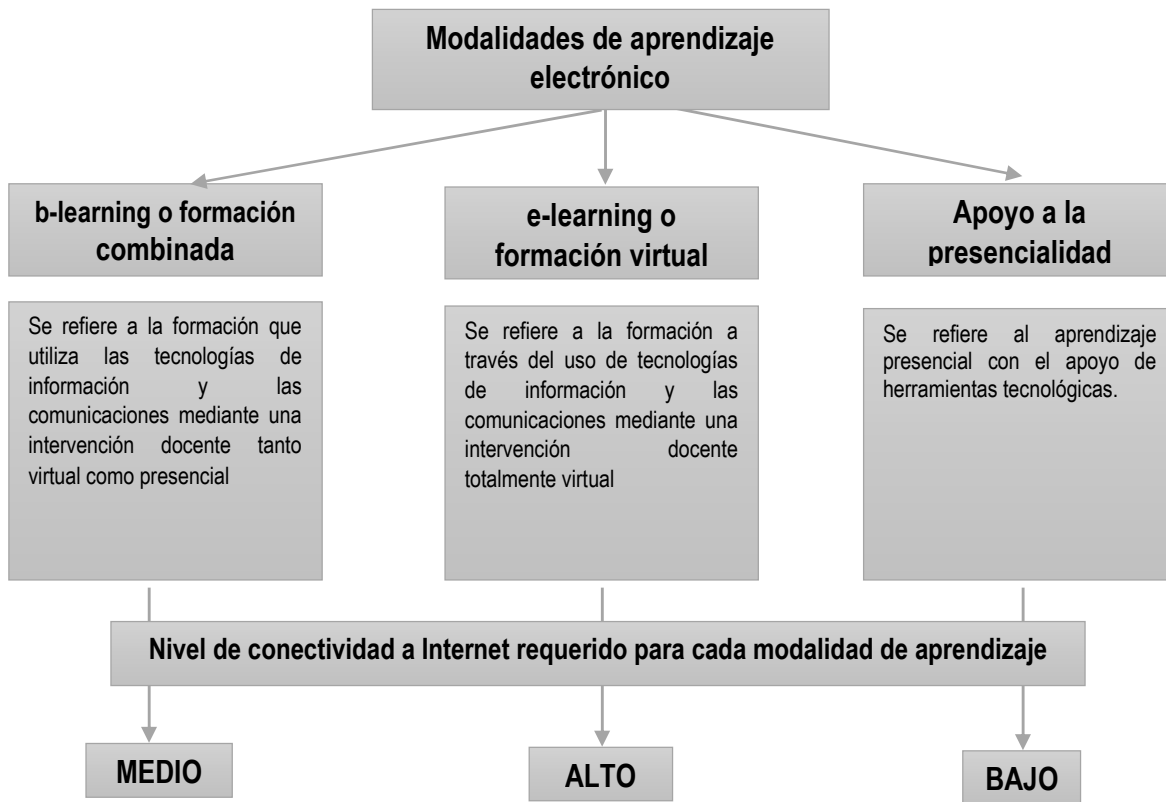 Modalidades de aprendizaje
electrónico
b-learning o formación
combinada
e-learning o
formación virtual
Apoyo a la
presencialidad
Se refiere a la formación que
utiliza las tecnologías de
información y las
comunicaciones mediante una
intervención docente tanto
virtual como presencial
Se refiere a la formación a
través del uso de tecnologías
de información y las
comunicaciones mediante una
intervención docente
totalmente virtual
Se refiere al aprendizaje
presencial con el apoyo de
herramientas tecnológicas.
Nivel de conectividad a Internet requerido para cada modalidad de aprendizaje
MEDIO
ALTO
BAJO